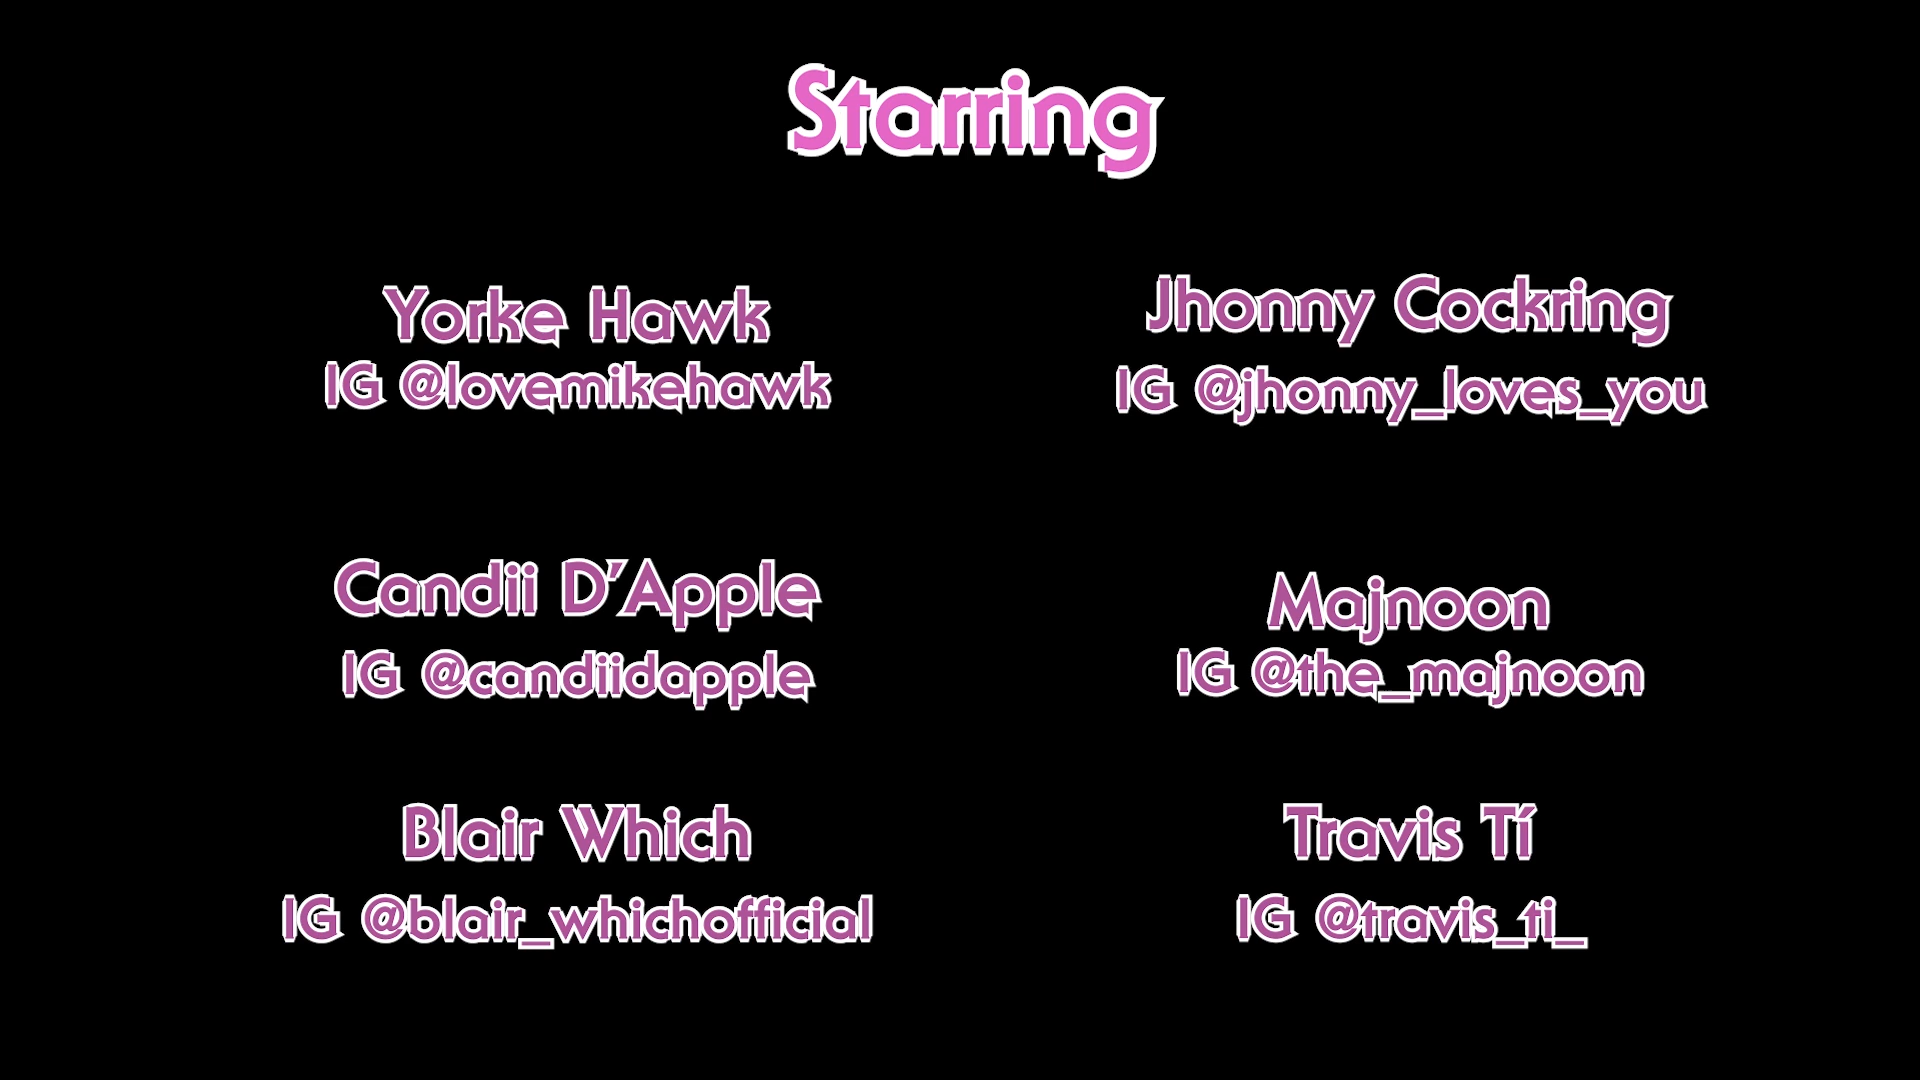 Starring
Yorke Hawk
IG @lovemikehawk
Jhonny Cockring
IG @jhonny_loves_you
Candii D'Apple
IG @candiidapple
Majnoon
IG @the_majnoon
Blair Which
IG @blair_whichofficial
Travis Tí
IG @travis_ti_